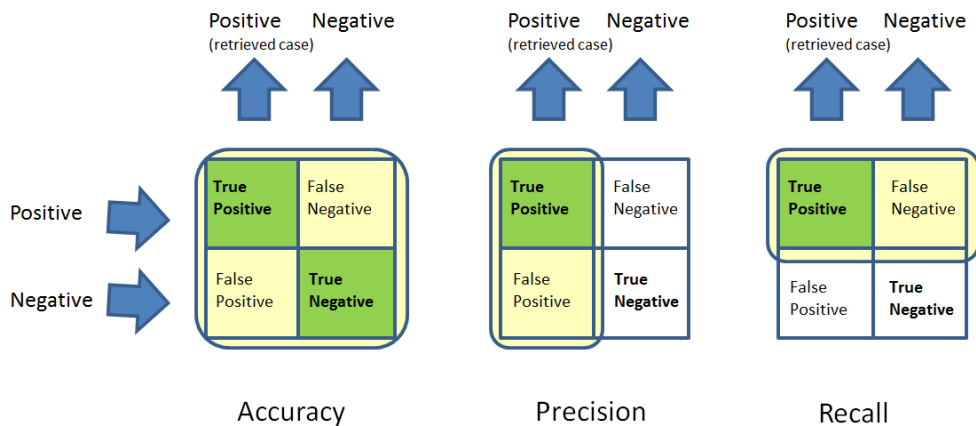 Positive Negative
(retrieved case)
Positive Negative
(retrieved case)
Positive Negative
(retrieved case)
Positive
Negative
True
Positive
False
Negative
False
Positive
True
Negative
True
Positive
False
Negative
False
Positive
True
Negative
True
Positive
False
Negative
False
Positive
True
Negative
Accuracy
Precision
Recall